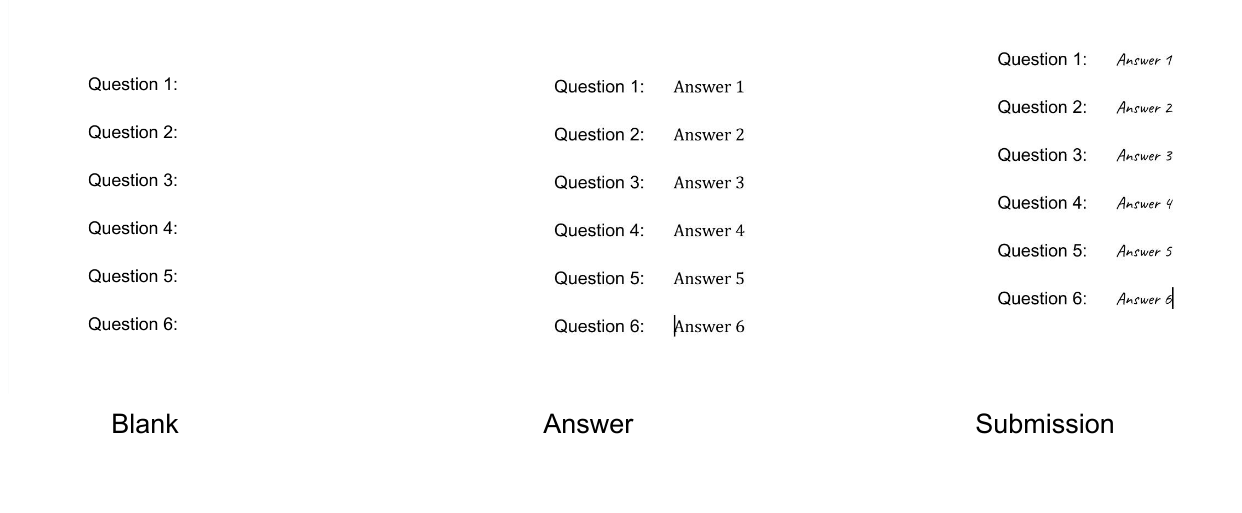 Question 1:
Question 2:
Question 3:
Question 4:
Question 5:
Question 6:
Blank
Question 1: Answer 1
Question 2: Answer 2
Question 3: Answer 3
Question 4: Answer 4
Question 5: Answer 5
Question 6: Answer 6
Answer
Question 1: Answer 1
Question 2: Answer 2
Question 3: Answer 3
Question 4: Answer 4
Question 5: Answer 5
Question 6: Answer 6
Submission